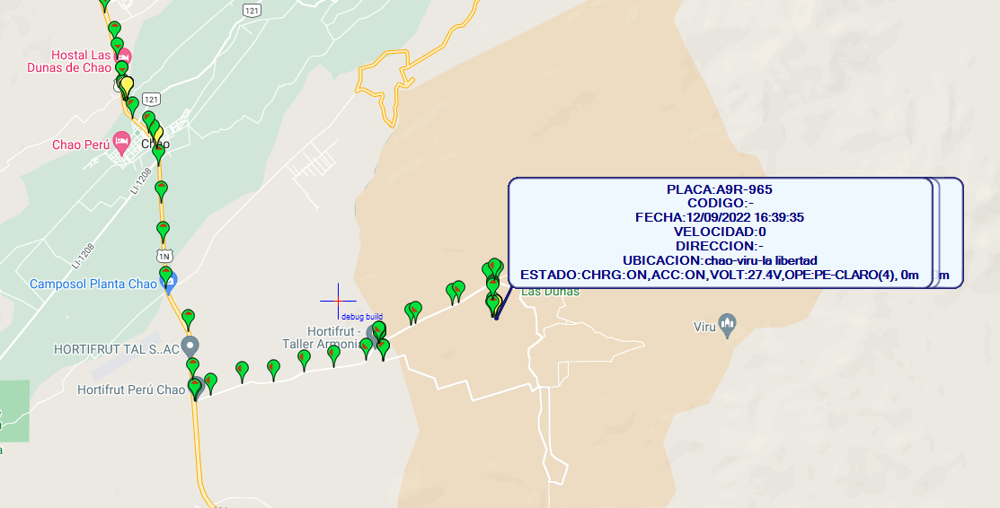 121
Hostal Las
Dunas de Chao
121
Chao Perú
Chao
LI-1208
PLACA:A9R-965
CODIGO:-
FECHA:12/09/2022 16:39:35
VELOCIDAD:0
DIRECCION:-
UBICACION:chao-viru-la libertad
ESTADO:CHRG:ON,ACC:ON,VOLT:27.4V,OPE:PE-CLARO(4), 0m
m
LI-1208
1N
Camposol Planta Chao
Las Dunas
debug build
Hortifrut -
Taller Armonia
Viru
HORTIFRUT TAL S..AC
Hortifrut Perú Chao
a